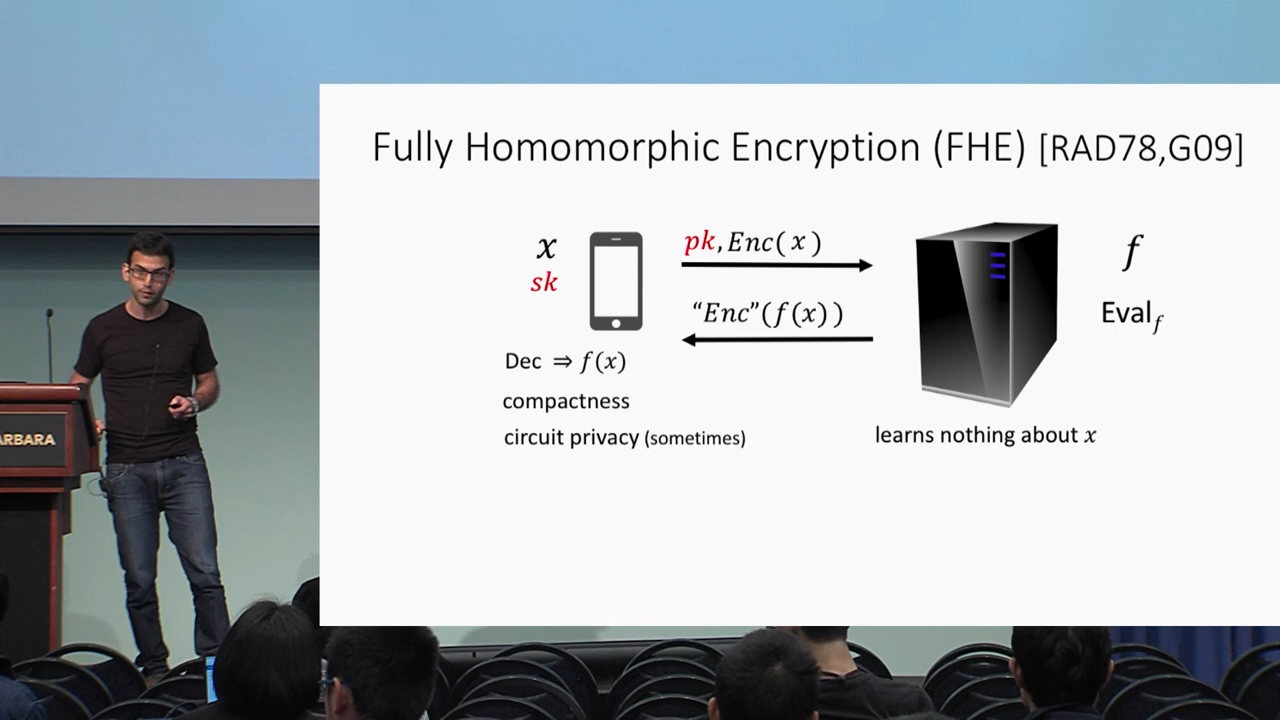 Fully Homomorphic Encryption (FHE) [RAD78,G09]
x
sk
pk, Enc( x )
“Enc”(f(x) )
f
Eval_f
Dec ⇒ f(x)
compactness
circuit privacy (sometimes)
learns nothing about x
ARBARA